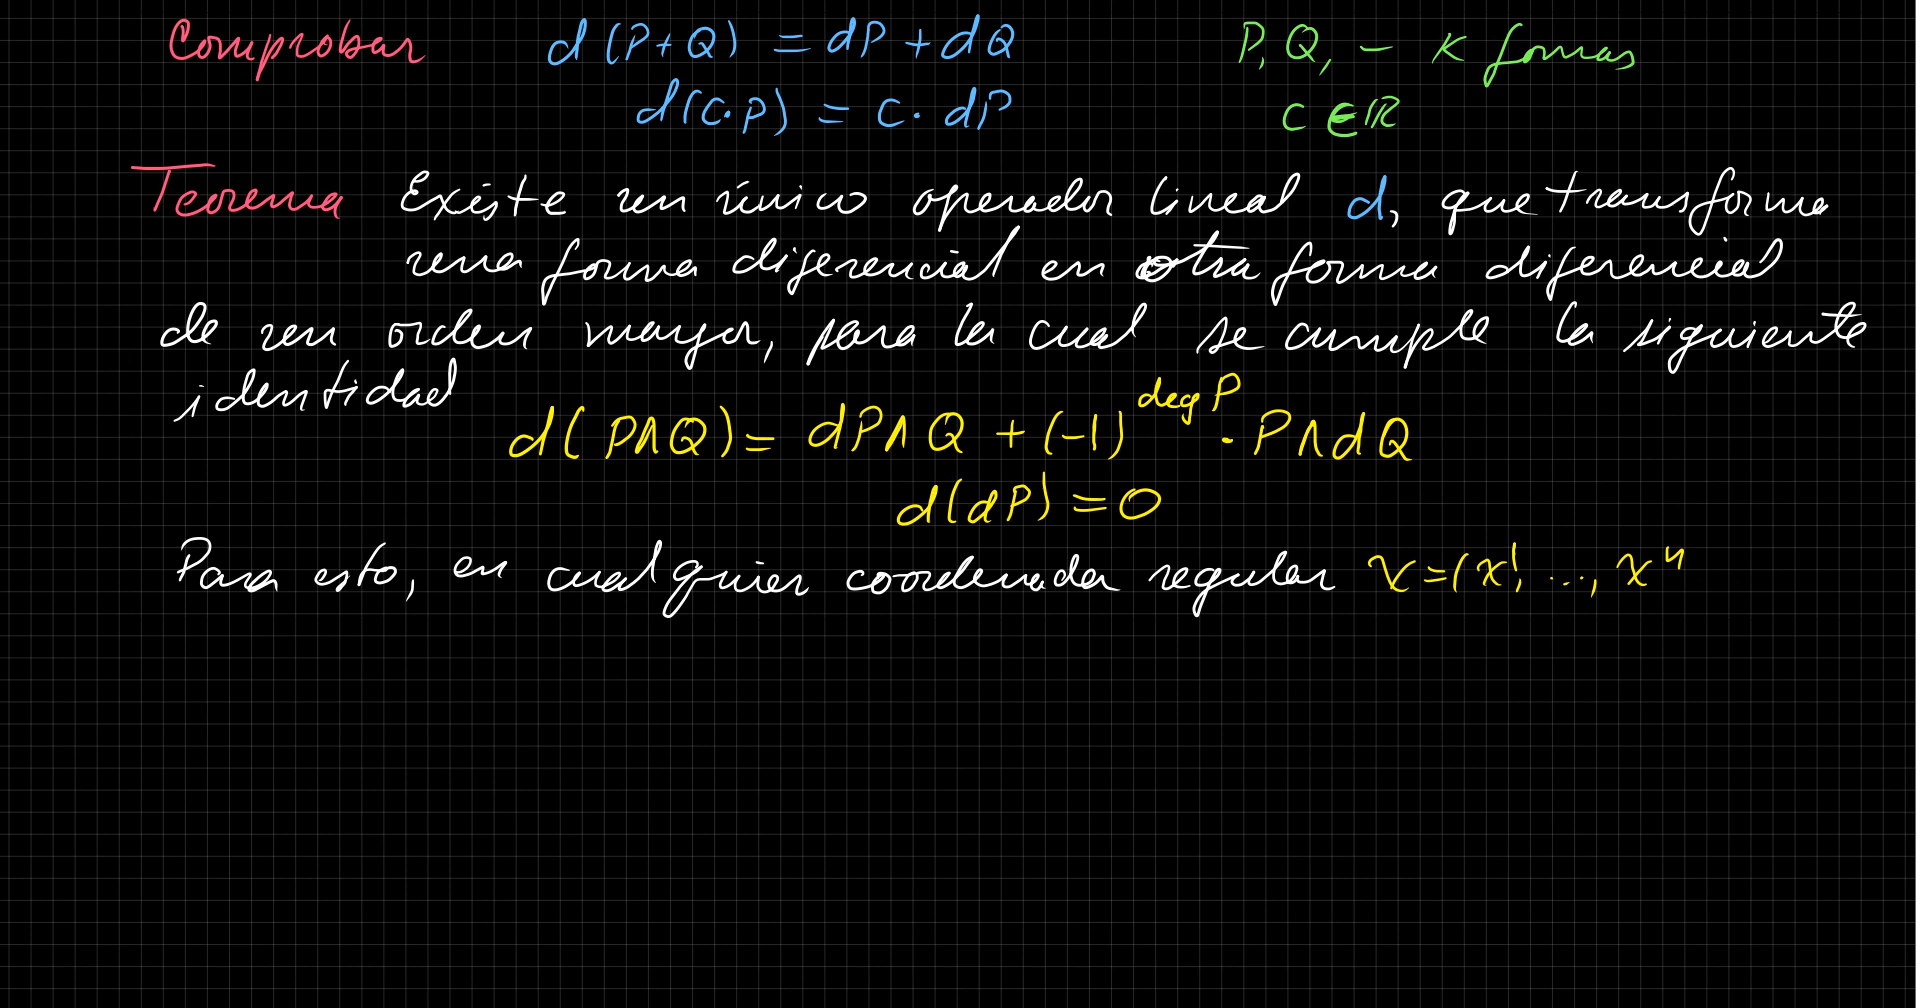 Comprobar d(P+Q) = dP + dQ P, Q, - K formas
d(c·P) = c·dP c ∈ ℝ
Teorema Existe un único operador lineal d, que transforma
una forma diferencial en otra forma diferencial
de un orden mayor, para la cual se cumple la siguiente
identidad
d(P∧Q) = dP∧Q + (-1)^{deg P} · P∧dQ
d(dP) = 0
Para esto, en cualquier coordenada regular x = (x¹, ..., xⁿ